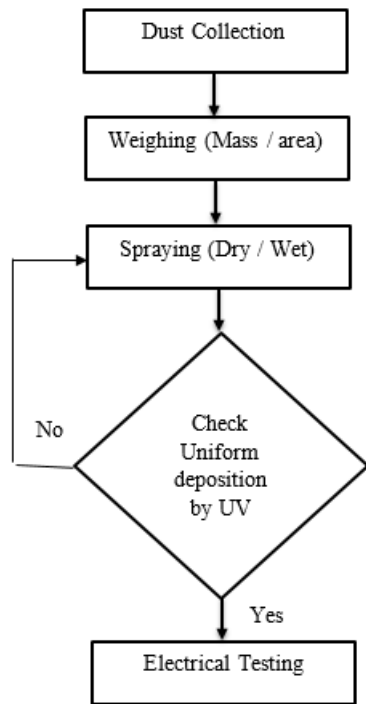 Dust Collection
Weighing (Mass / area)
Spraying (Dry / Wet)
Check
Uniform
deposition
by UV
No
Yes
Electrical Testing